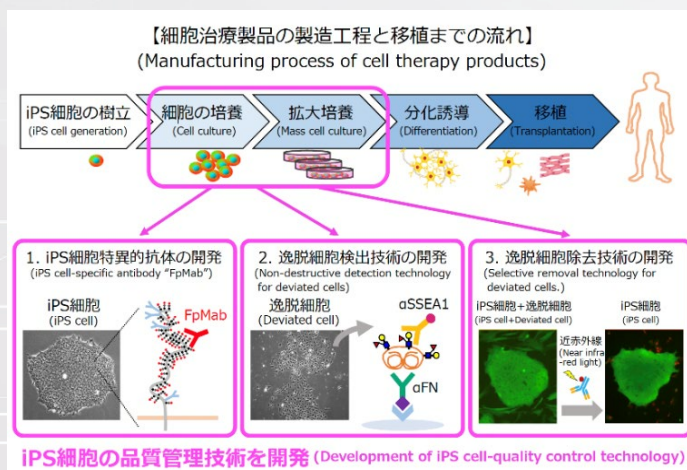 【細胞治療製品の製造工程と移植までの流れ】
(Manufacturing process of cell therapy products)
iPS細胞の樹立
(iPS cell generation)
細胞の培養
(Cell culture)
拡大培養
(Mass cell culture)
分化誘導
(Differentiation)
移植
(Transplantation)
1. iPS細胞特異的抗体の開発
(iPS cell-specific antibody "FpMab")
iPS細胞
(iPS cell)
FpMab
2. 逸脱細胞検出技術の開発
(Non-destructive detection technology
for deviated cells)
逸脱細胞
(Deviated cell)
αSSEA1
αFN
3. 逸脱細胞除去技術の開発
(Selective removal technology for
deviated cells.)
iPS細胞+逸脱細胞
(iPS cell+Deviated cell)
近赤外線
(Near infra
-red light)
iPS細胞
(iPS cell)
iPS細胞の品質管理技術を開発 (Development of iPS cell-quality control technology)